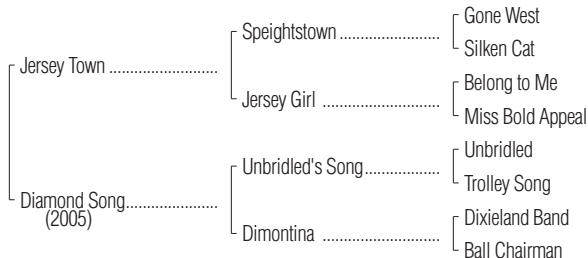 Gone West
Speightstown ..........................
Silken Cat
Jersey Town ............................
Belong to Me
Jersey Girl ..............................
Miss Bold Appeal
Unbridled
Unbridled's Song...................
Trolley Song
Diamond Song.......................
(2005)
Dixieland Band
Dimontina ...............................
Ball Chairman